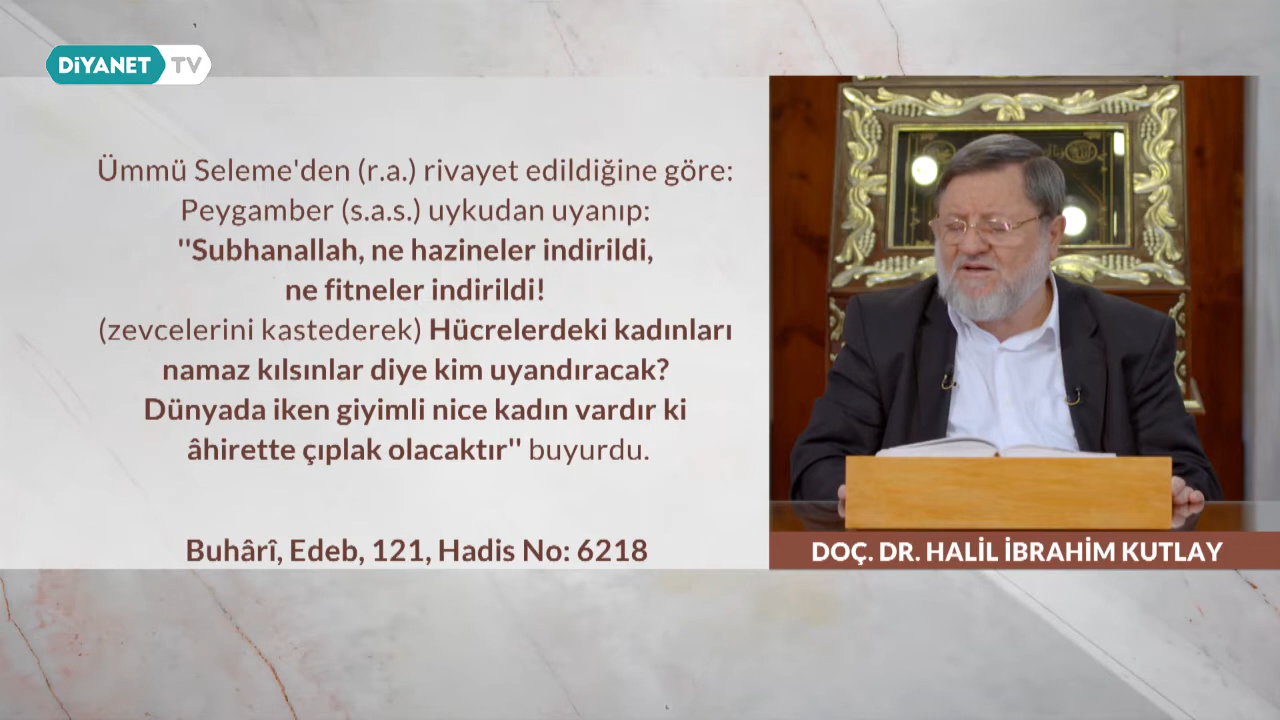 DİYANET TV
Ümmü Seleme'den (r.a.) rivayet edildiğine göre:
Peygamber (s.a.s.) uykudan uyanıp:
"Subhanallah, ne hazineler indirildi,
ne fitneler indirildi!
(zevcelerini kastederek) Hücrelerdeki kadınları
namaz kılsınlar diye kim uyandıracak?
Dünyada iken giyimli nice kadın vardır ki
âhirette çıplak olacaktır" buyurdu.
Buhârî, Edeb, 121, Hadis No: 6218
DOÇ. DR. HALİL İBRAHİM KUTLAY